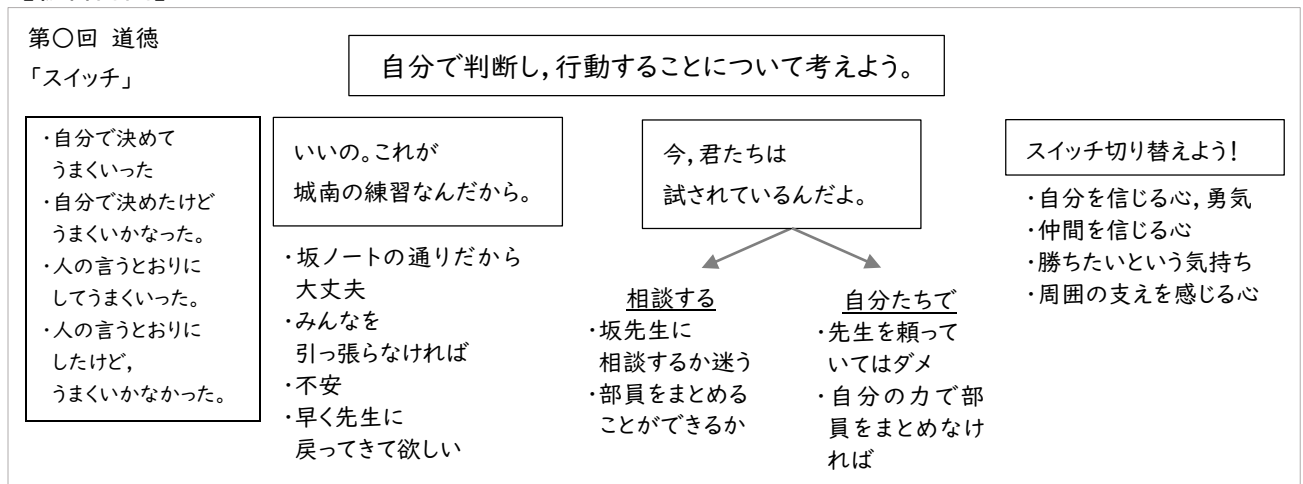 第〇回 道徳
「スイッチ」
自分で判断し,行動することについて考えよう。
・自分で決めて
うまくいった
・自分で決めたけど
うまくいかなった。
・人の言うとおりに
してうまくいった。
・人の言うとおりに
したけど,
うまくいかなかった。
いいの。これが
城南の練習なんだから。
・坂ノートの通りだから
大丈夫
・みんなを
引っ張らなければ
・不安
・早く先生に
戻ってきて欲しい
今,君たちは
試されているんだよ。
相談する
・坂先生に
相談するか迷う
・部員をまとめる
ことができるか
自分たちで
・先生を頼って
いてはダメ
・自分の力で部
員をまとめなけ
れば
スイッチ切り替えよう!
・自分を信じる心,勇気
・仲間を信じる心
・勝ちたいという気持ち
・周囲の支えを感じる心